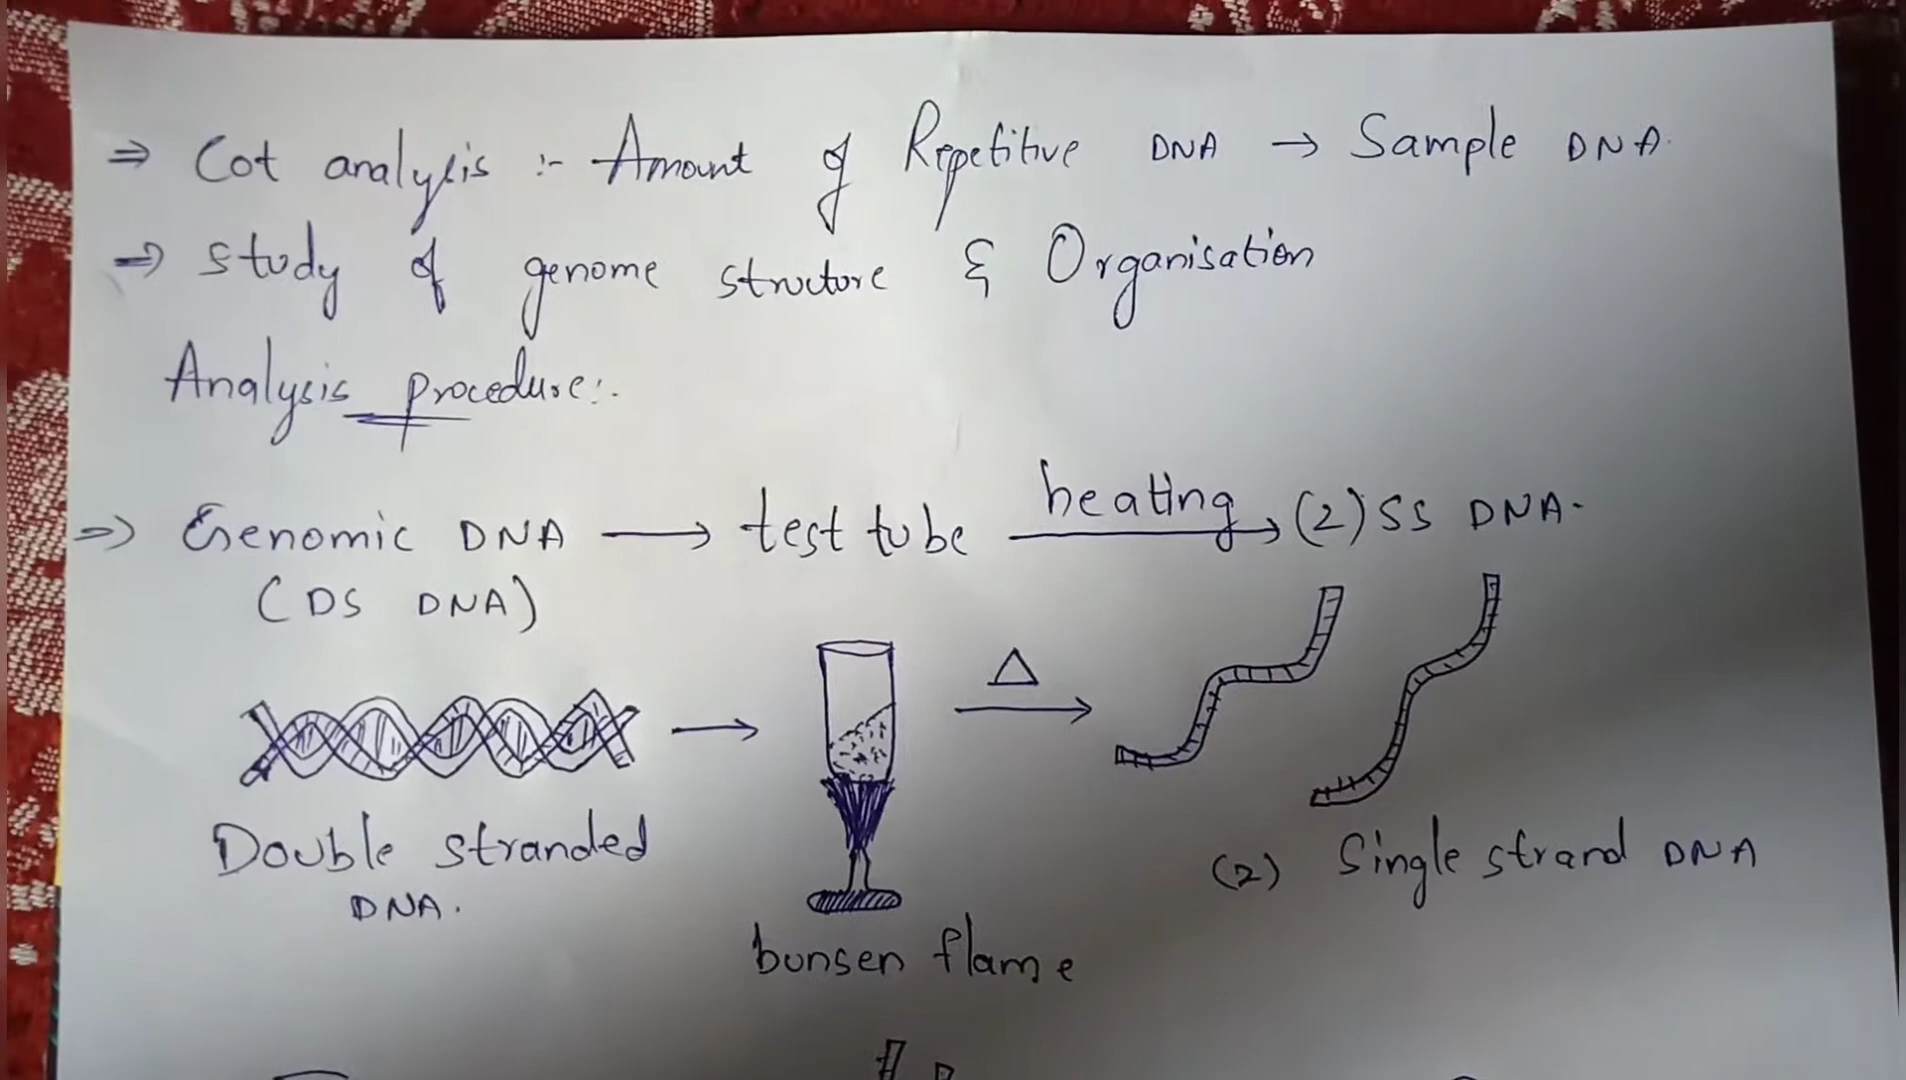 ⇒ Cot analysis :- Amount of Repetitive DNA → Sample DNA.
⇒ study of genome structure & Organisation
Analysis procedure:-
⇒ Genomic DNA → test tube heating → (2) SS DNA.
(DS DNA)
Δ
Double stranded
DNA.
(2) Single strand DNA
bunsen flame